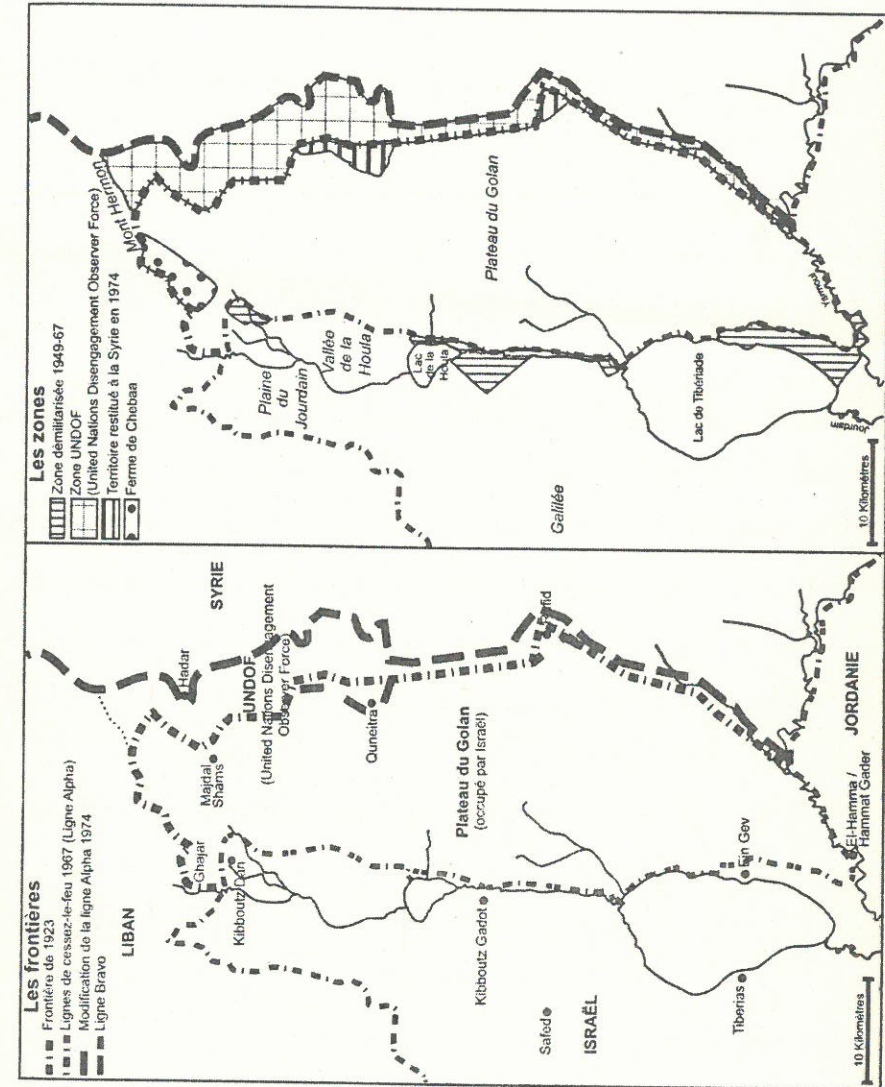 Les frontières
Frontière de 1923
Lignes de cessez-le-feu 1967 (Ligne Alpha)
Modification de la ligne Alpha 1974
Ligne Bravo
LIBAN
SYRIE
Hadar
Majdal
Shams
Ghajar
Kibboutz Dan
UNDOF
(United Nations Disengagement
Observer Force)
Quneitra
Plateau du Golan
(occupé par Israël)
Kibboutz Gadot
Safed
ISRAËL
Ein Gev
Tiberias
El-Hamma /
Hammat Gader
JORDANIE
10 Kilomètres
Les zones
Zone démilitarisée 1949-67
Zone UNDOF
(United Nations Disengagement Observer Force)
Territoire restitué à la Syrie en 1974
Ferme de Chebaa
Mont Hermon
Plaine
du
Jourdain
Vallée
de la
Houla
Lac
de la
Houla
Plateau du Golan
Galilée
Lac de Tibériade
Yarmouk
Jourdain
10 Kilomètres